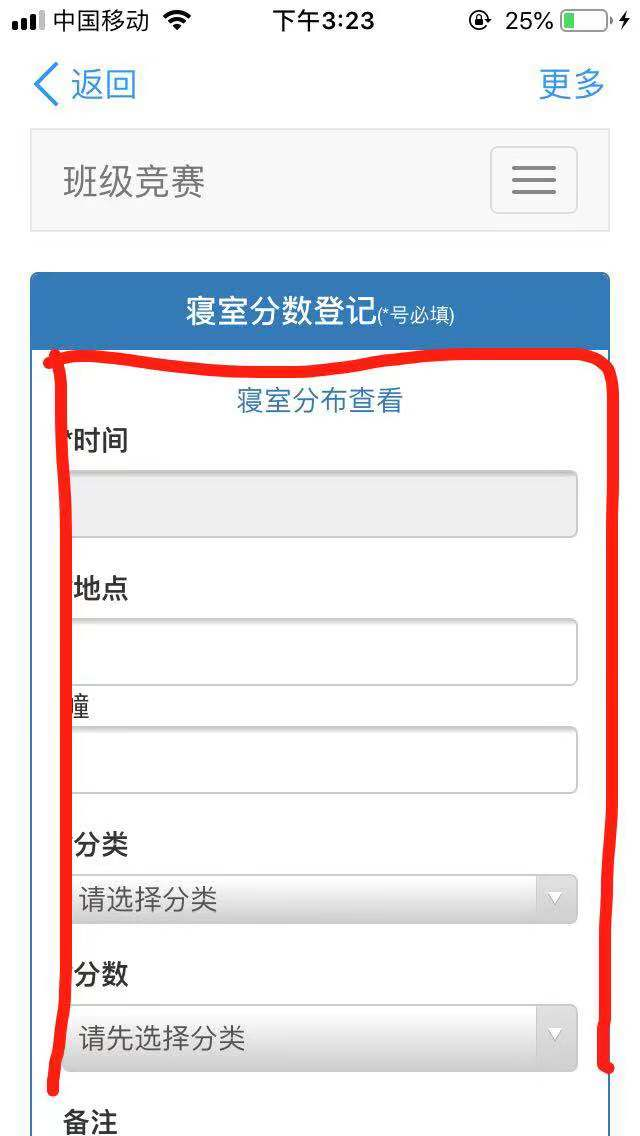 中国移动 下午3:23 25%
返回 更多
班级竞赛
寝室分数登记(*号必填)
寝室分布查看
*时间
地点
幢
分类
请选择分类
分数
请先选择分类
备注